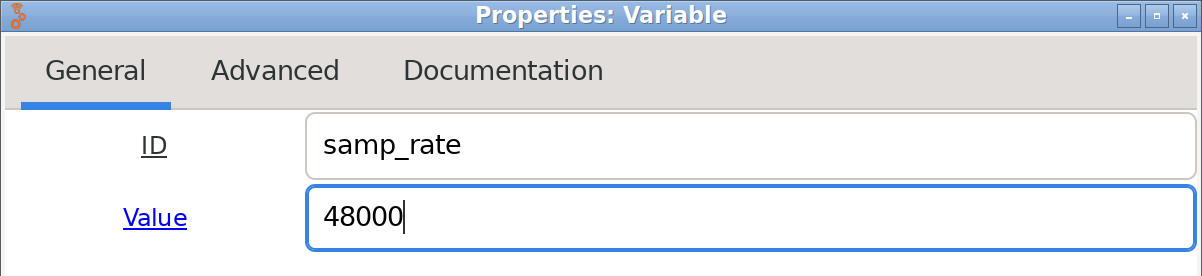 Properties: Variable
General Advanced Documentation
ID samp_rate
Value 48000